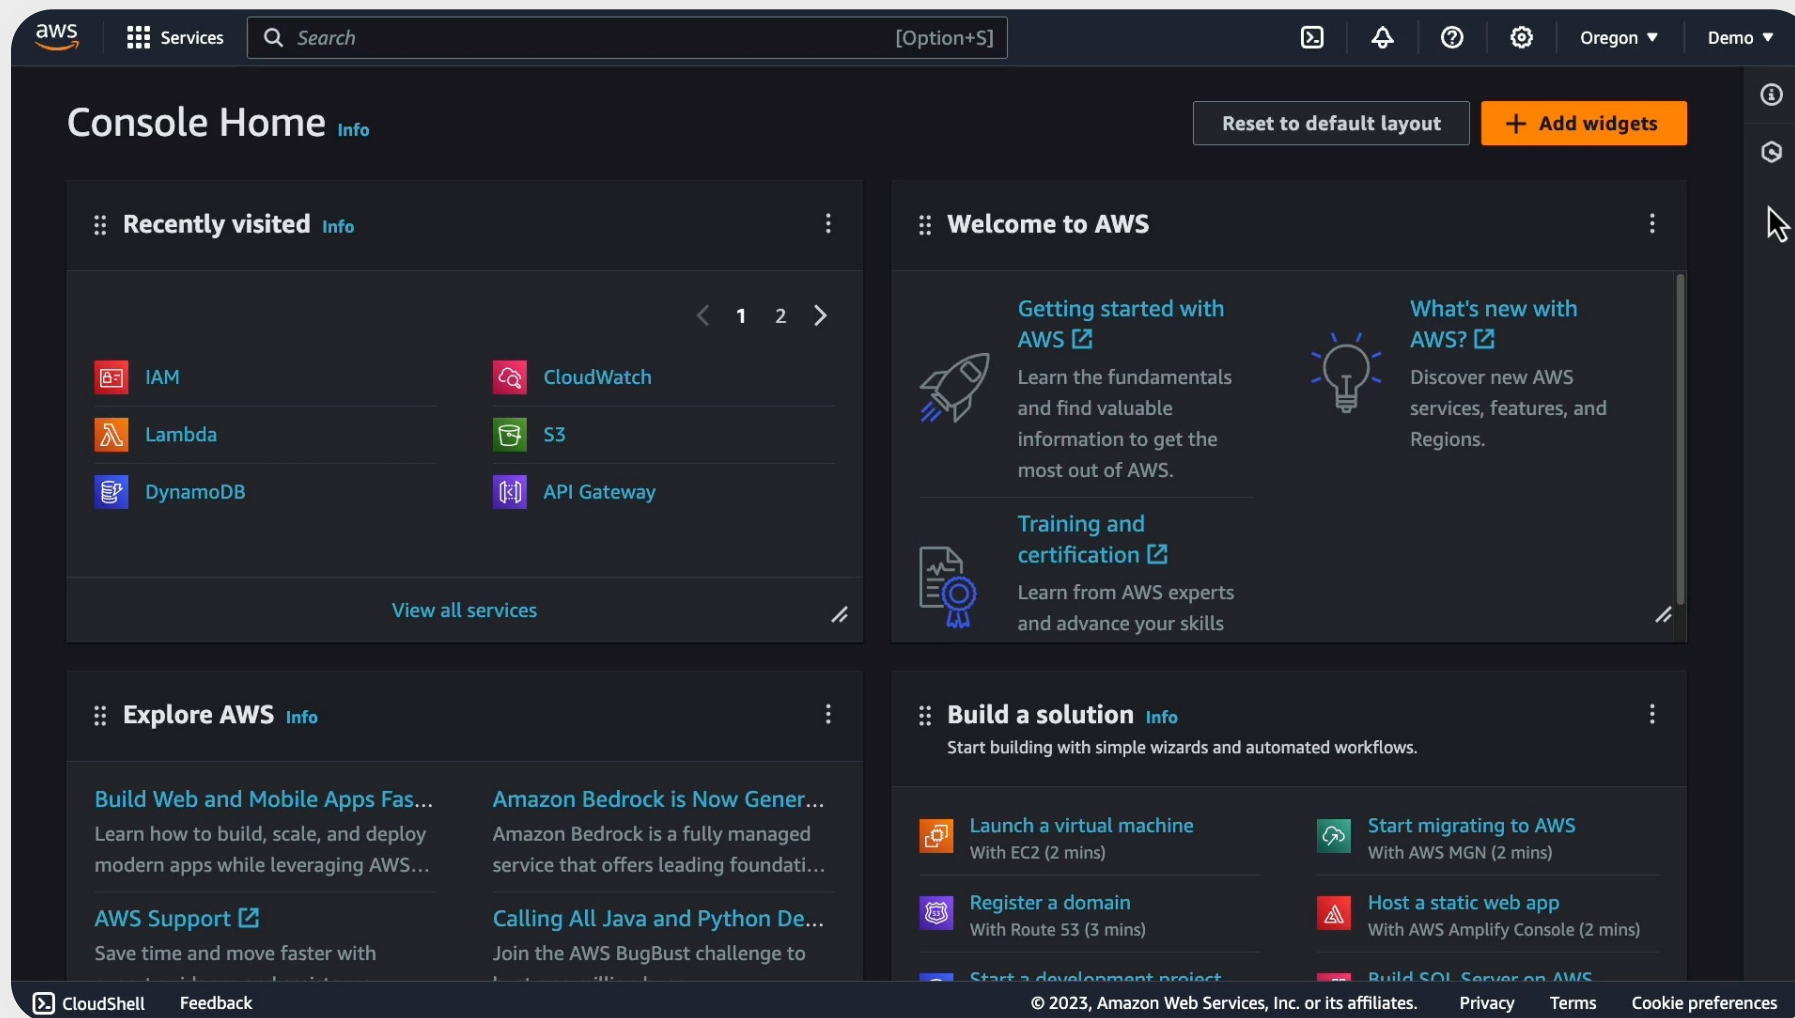 aws
Services
Search
[Option+S]
Oregon
Demo
Console Home Info
Reset to default layout
+ Add widgets
Recently visited Info
1 2
IAM
Lambda
DynamoDB
CloudWatch
S3
API Gateway
View all services
Welcome to AWS
Getting started with
AWS
Learn the fundamentals
and find valuable
information to get the
most out of AWS.
What's new with
AWS?
Discover new AWS
services, features, and
Regions.
Training and
certification
Learn from AWS experts
and advance your skills
Explore AWS Info
Build Web and Mobile Apps Fas...
Learn how to build, scale, and deploy
modern apps while leveraging AWS...
Amazon Bedrock is Now Gener...
Amazon Bedrock is a fully managed
service that offers leading foundati...
AWS Support
Save time and move faster with
Calling All Java and Python De...
Join the AWS BugBust challenge to
Build a solution Info
Start building with simple wizards and automated workflows.
Launch a virtual machine
With EC2 (2 mins)
Start migrating to AWS
With AWS MGN (2 mins)
Register a domain
With Route 53 (3 mins)
Host a static web app
With AWS Amplify Console (2 mins)
Start a development project
Build SQL Server on AWS
CloudShell
Feedback
© 2023, Amazon Web Services, Inc. or its affiliates.
Privacy
Terms
Cookie preferences